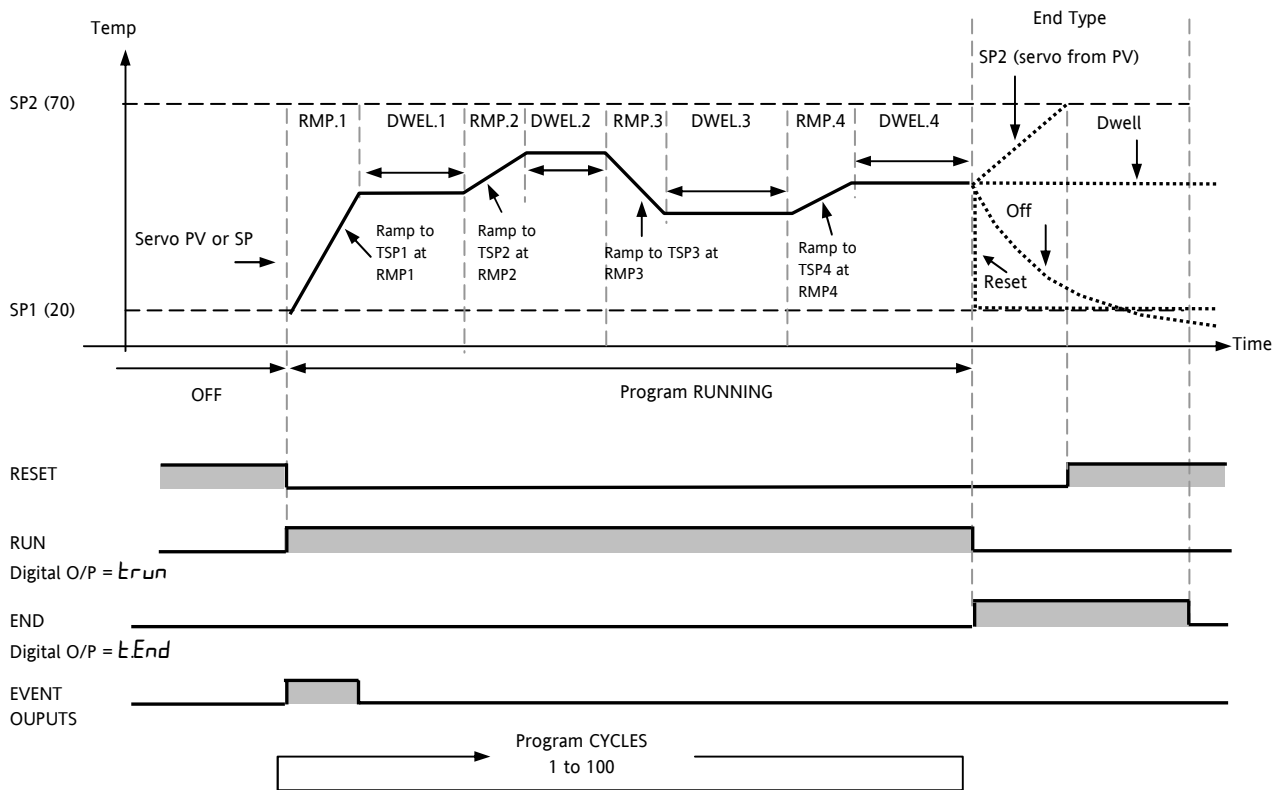 End Type
Temp
SP2 (servo from PV)
SP2 (70)
RMP.1
DWEL.1
RMP.2
DWEL.2
RMP.3
DWEL.3
RMP.4
DWEL.4
Dwell
Off
Servo PV or SP
Ramp to
TSP1 at
RMP1
Ramp to
TSP2 at
RMP2
Ramp to TSP3 at
RMP3
Ramp to
TSP4 at
RMP4
Reset
SP1 (20)
Time
OFF
Program RUNNING
RESET
RUN
Digital O/P = trun
END
Digital O/P = t.End
EVENT
OUPUTS
Program CYCLES
1 to 100